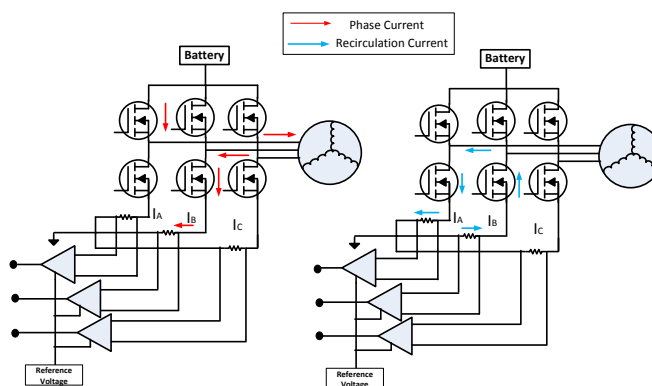 Phase Current
Recirculation Current
Battery
Battery
IA
IB
IC
IA
IB
IC
Reference
Voltage
Reference
Voltage